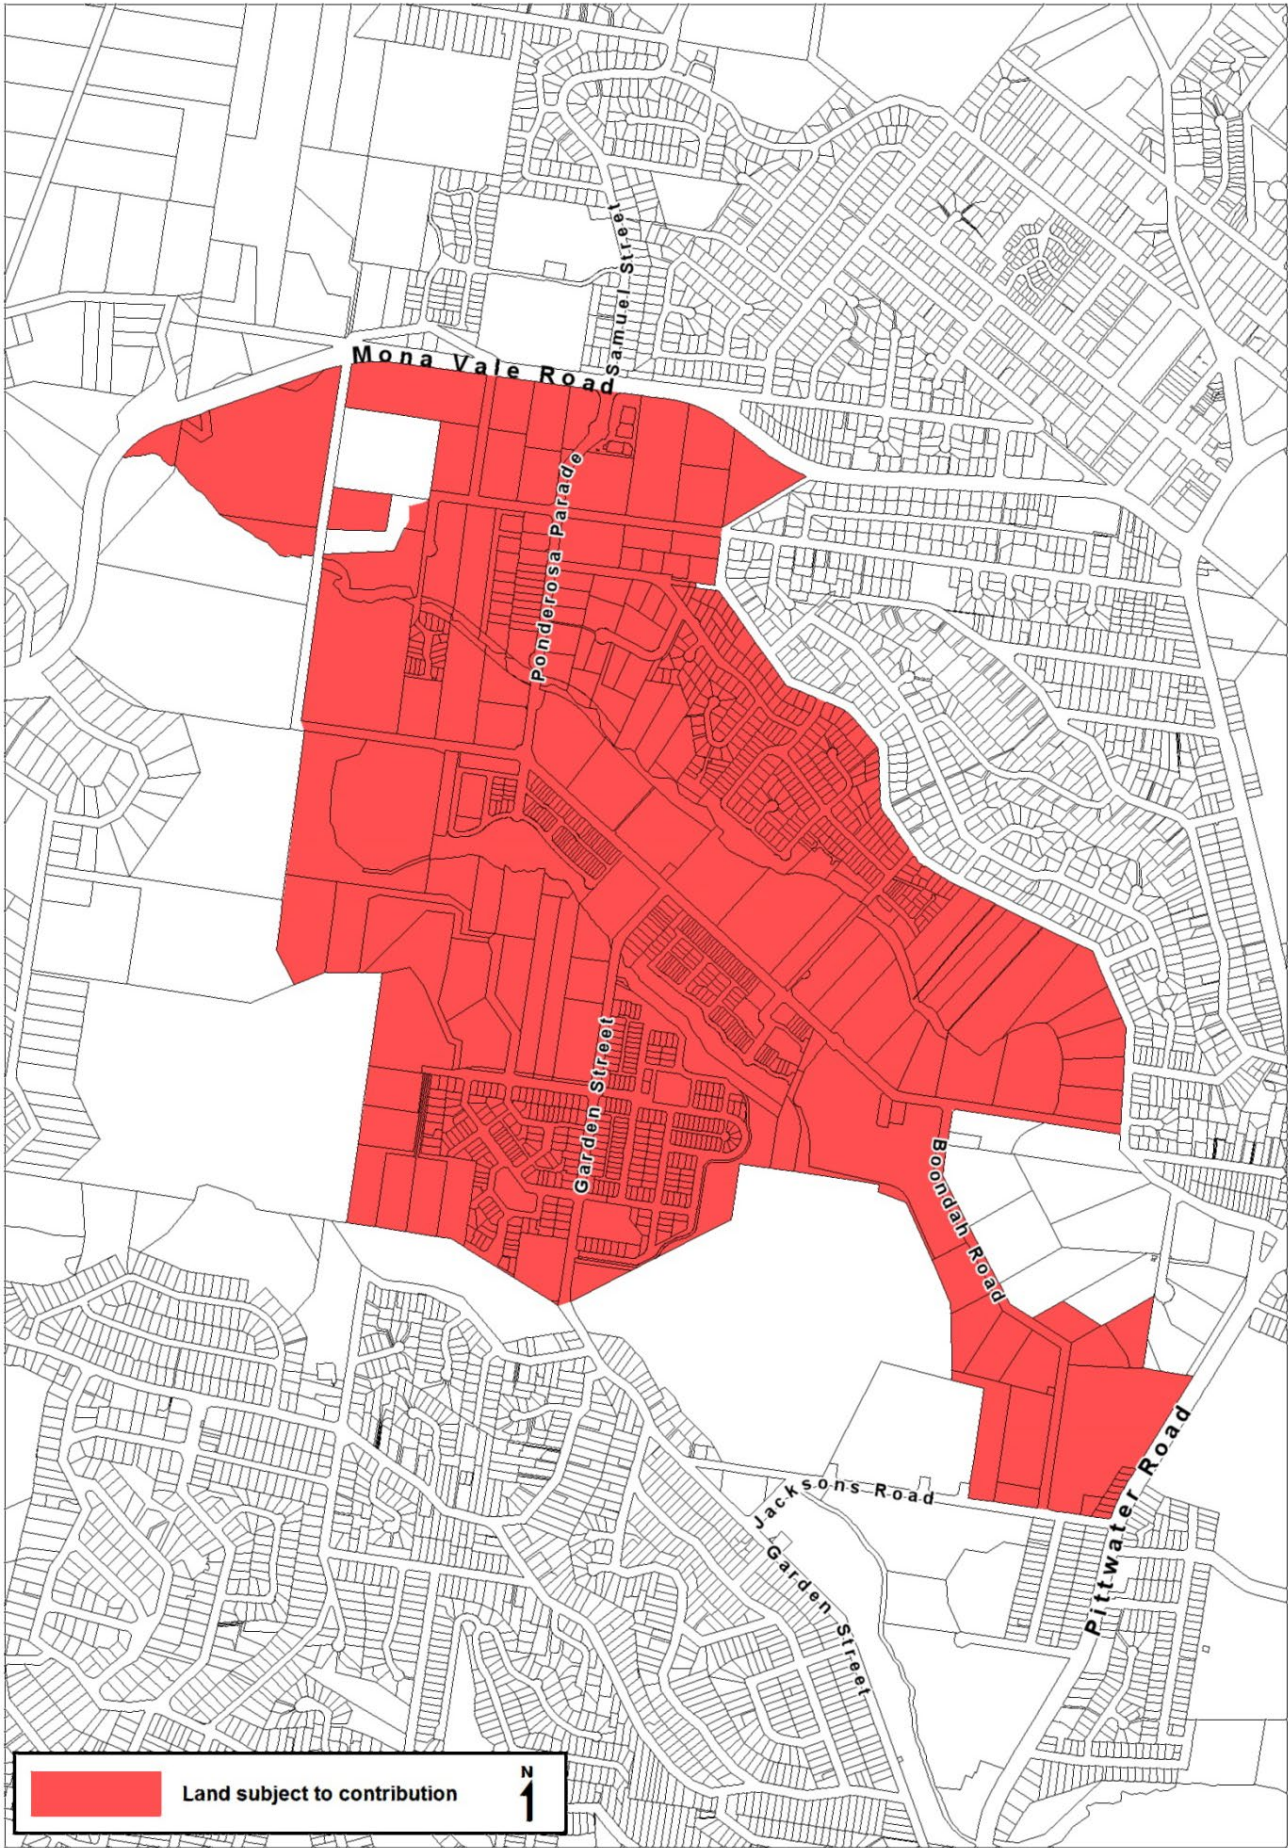 Samuel Street
Mona Vale Road
Ponderosa Parade
Garden Street
Boondah Road
Pittwater Road
Jacksons Road
Garden Street
Land subject to contribution
N